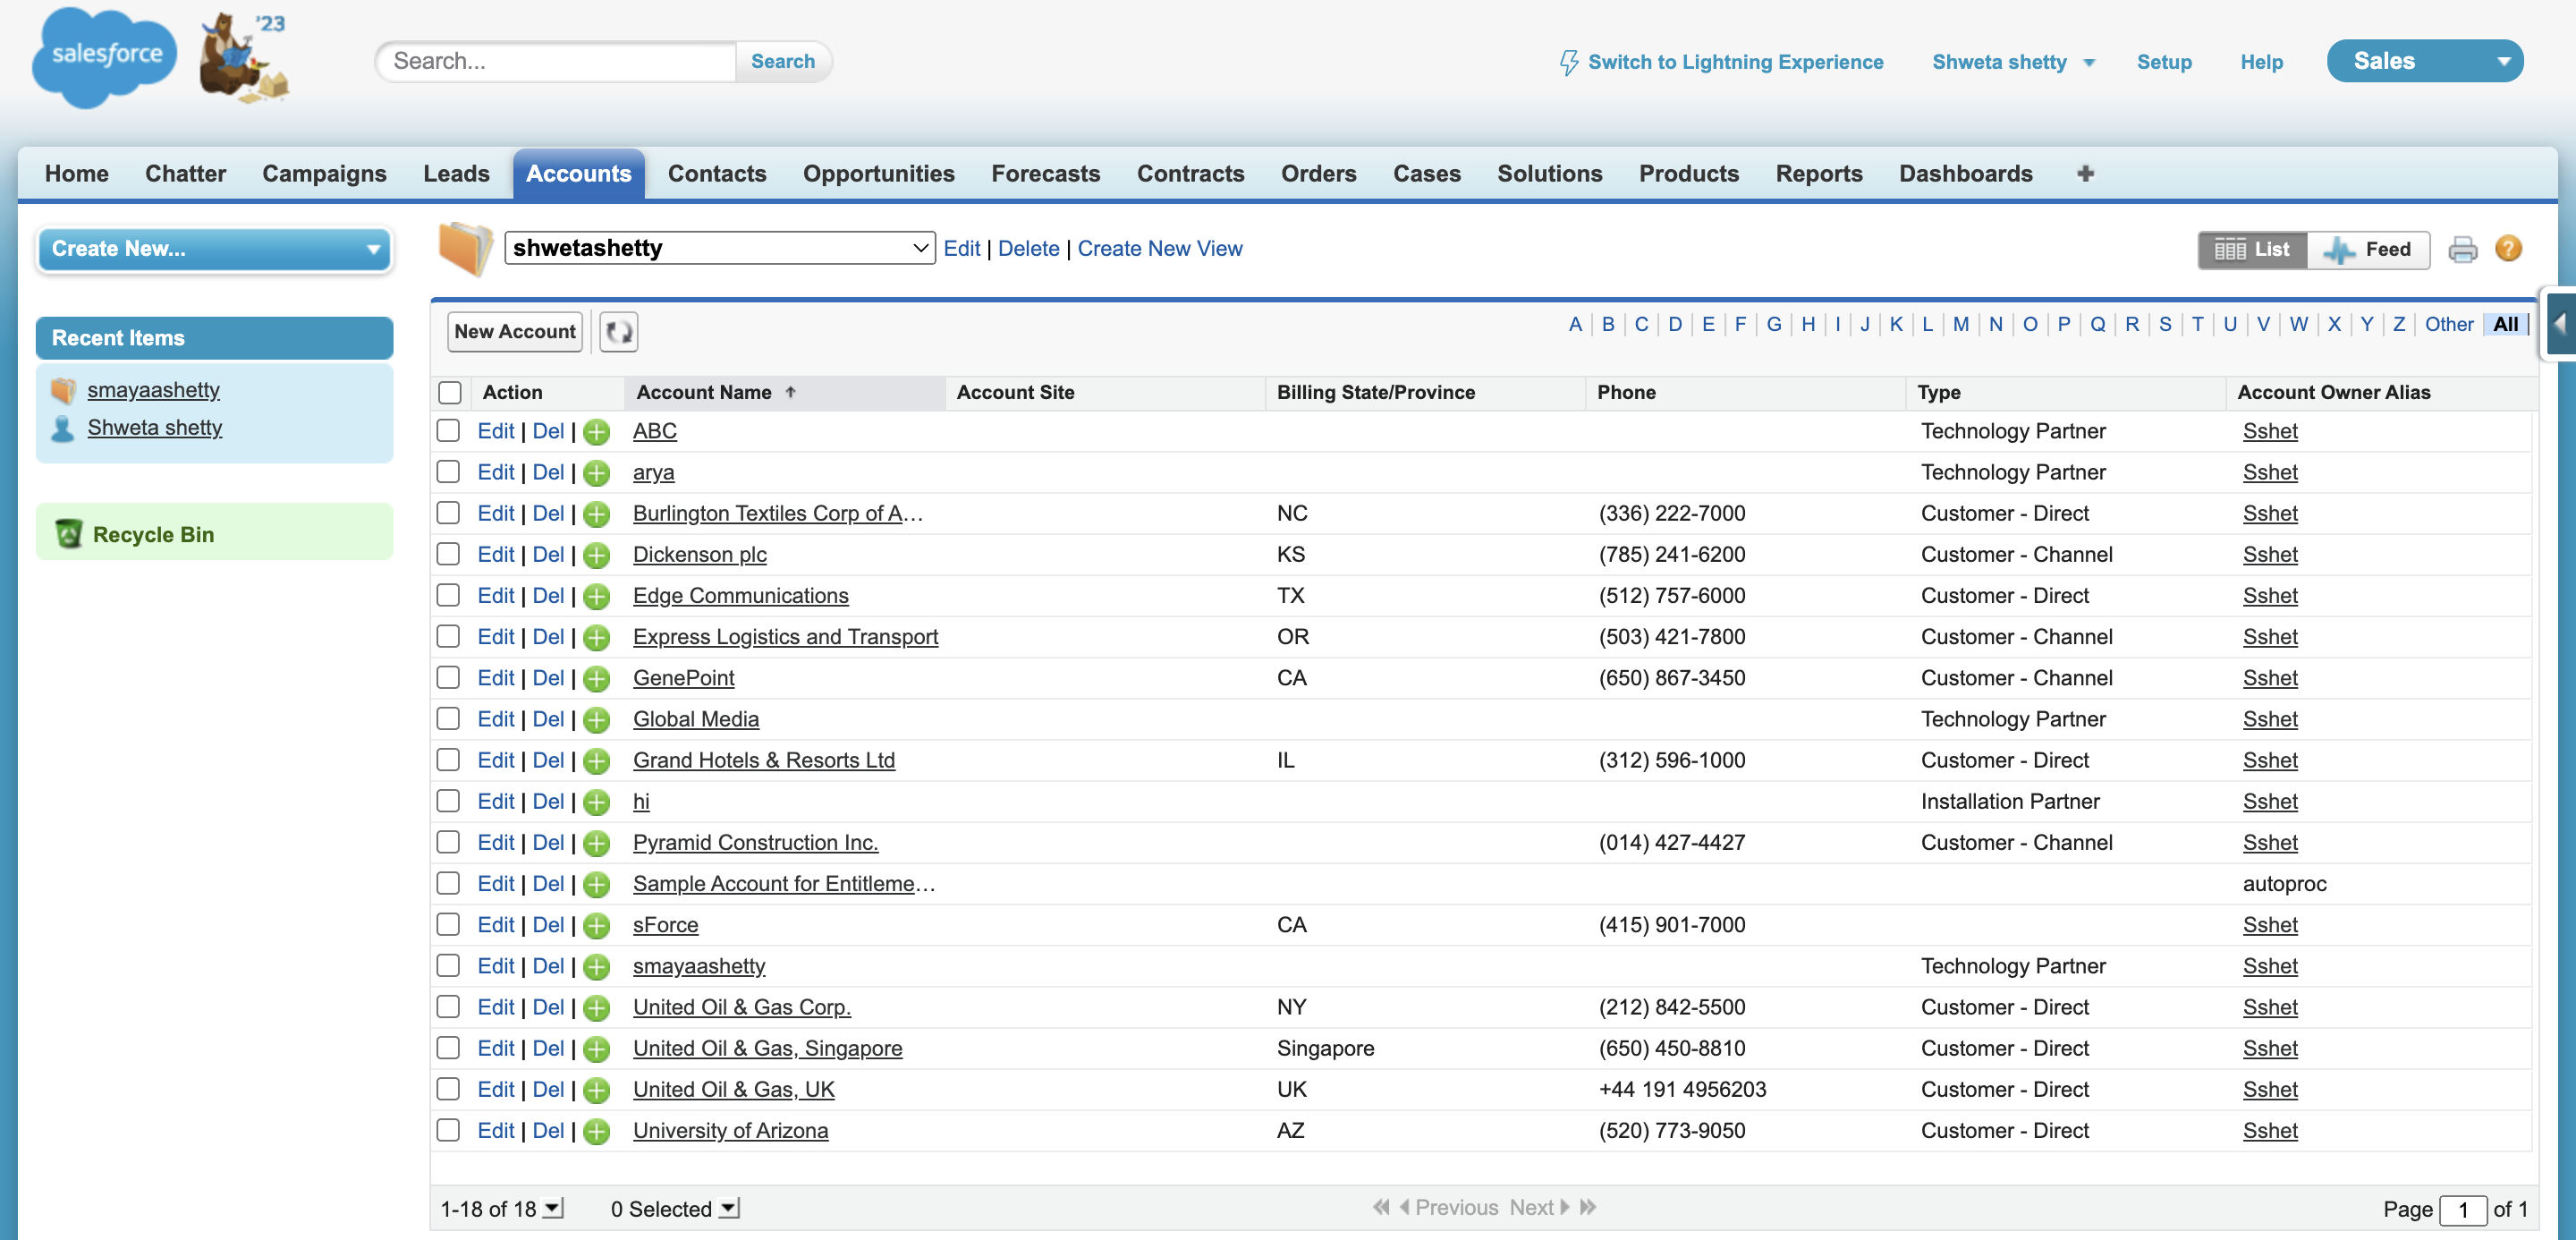 salesforce '23
Search... Search
Switch to Lightning Experience Shweta shetty Setup Help Sales
Home Chatter Campaigns Leads Accounts Contacts Opportunities Forecasts Contracts Orders Cases Solutions Products Reports Dashboards +
Create New...
Recent Items
smayaashetty
Shweta shetty
Recycle Bin
shwetashetty Edit | Delete | Create New View List Feed ?
New Account A | B | C | D | E | F | G | H | I | J | K | L | M | N | O | P | Q | R | S | T | U | V | W | X | Y | Z | Other | All
Action Account Name ↑ Account Site Billing State/Province Phone Type Account Owner Alias
Edit | Del | + ABC Technology Partner Sshet
Edit | Del | + arya Technology Partner Sshet
Edit | Del | + Burlington Textiles Corp of A... NC (336) 222-7000 Customer - Direct Sshet
Edit | Del | + Dickenson plc KS (785) 241-6200 Customer - Channel Sshet
Edit | Del | + Edge Communications TX (512) 757-6000 Customer - Direct Sshet
Edit | Del | + Express Logistics and Transport OR (503) 421-7800 Customer - Channel Sshet
Edit | Del | + GenePoint CA (650) 867-3450 Customer - Channel Sshet
Edit | Del | + Global Media Technology Partner Sshet
Edit | Del | + Grand Hotels & Resorts Ltd IL (312) 596-1000 Customer - Direct Sshet
Edit | Del | + hi Installation Partner Sshet
Edit | Del | + Pyramid Construction Inc. (014) 427-4427 Customer - Channel Sshet
Edit | Del | + Sample Account for Entitleme... autoproc
Edit | Del | + sForce CA (415) 901-7000 Sshet
Edit | Del | + smayaashetty Technology Partner Sshet
Edit | Del | + United Oil & Gas Corp. NY (212) 842-5500 Customer - Direct Sshet
Edit | Del | + United Oil & Gas, Singapore Singapore (650) 450-8810 Customer - Direct Sshet
Edit | Del | + United Oil & Gas, UK UK +44 191 4956203 Customer - Direct Sshet
Edit | Del | + University of Arizona AZ (520) 773-9050 Customer - Direct Sshet
1-18 of 18 0 Selected Previous Next Page 1 of 1